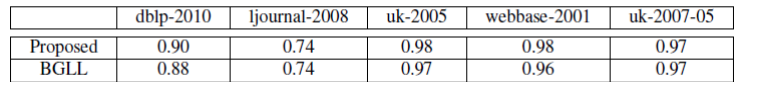 dblp-2010 ljournal-2008 uk-2005 webbase-2001 uk-2007-05
Proposed 0.90 0.74 0.98 0.98 0.97
BGLL 0.88 0.74 0.97 0.96 0.97